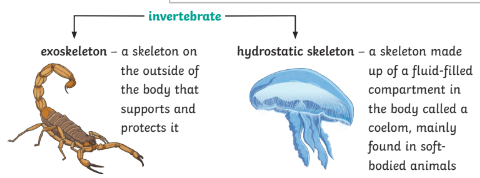 invertebrate
exoskeleton – a skeleton on
the outside of
the body that
supports and
protects it
hydrostatic skeleton – a skeleton made
up of a fluid-filled
compartment in
the body called a
coelom, mainly
found in soft-
bodied animals